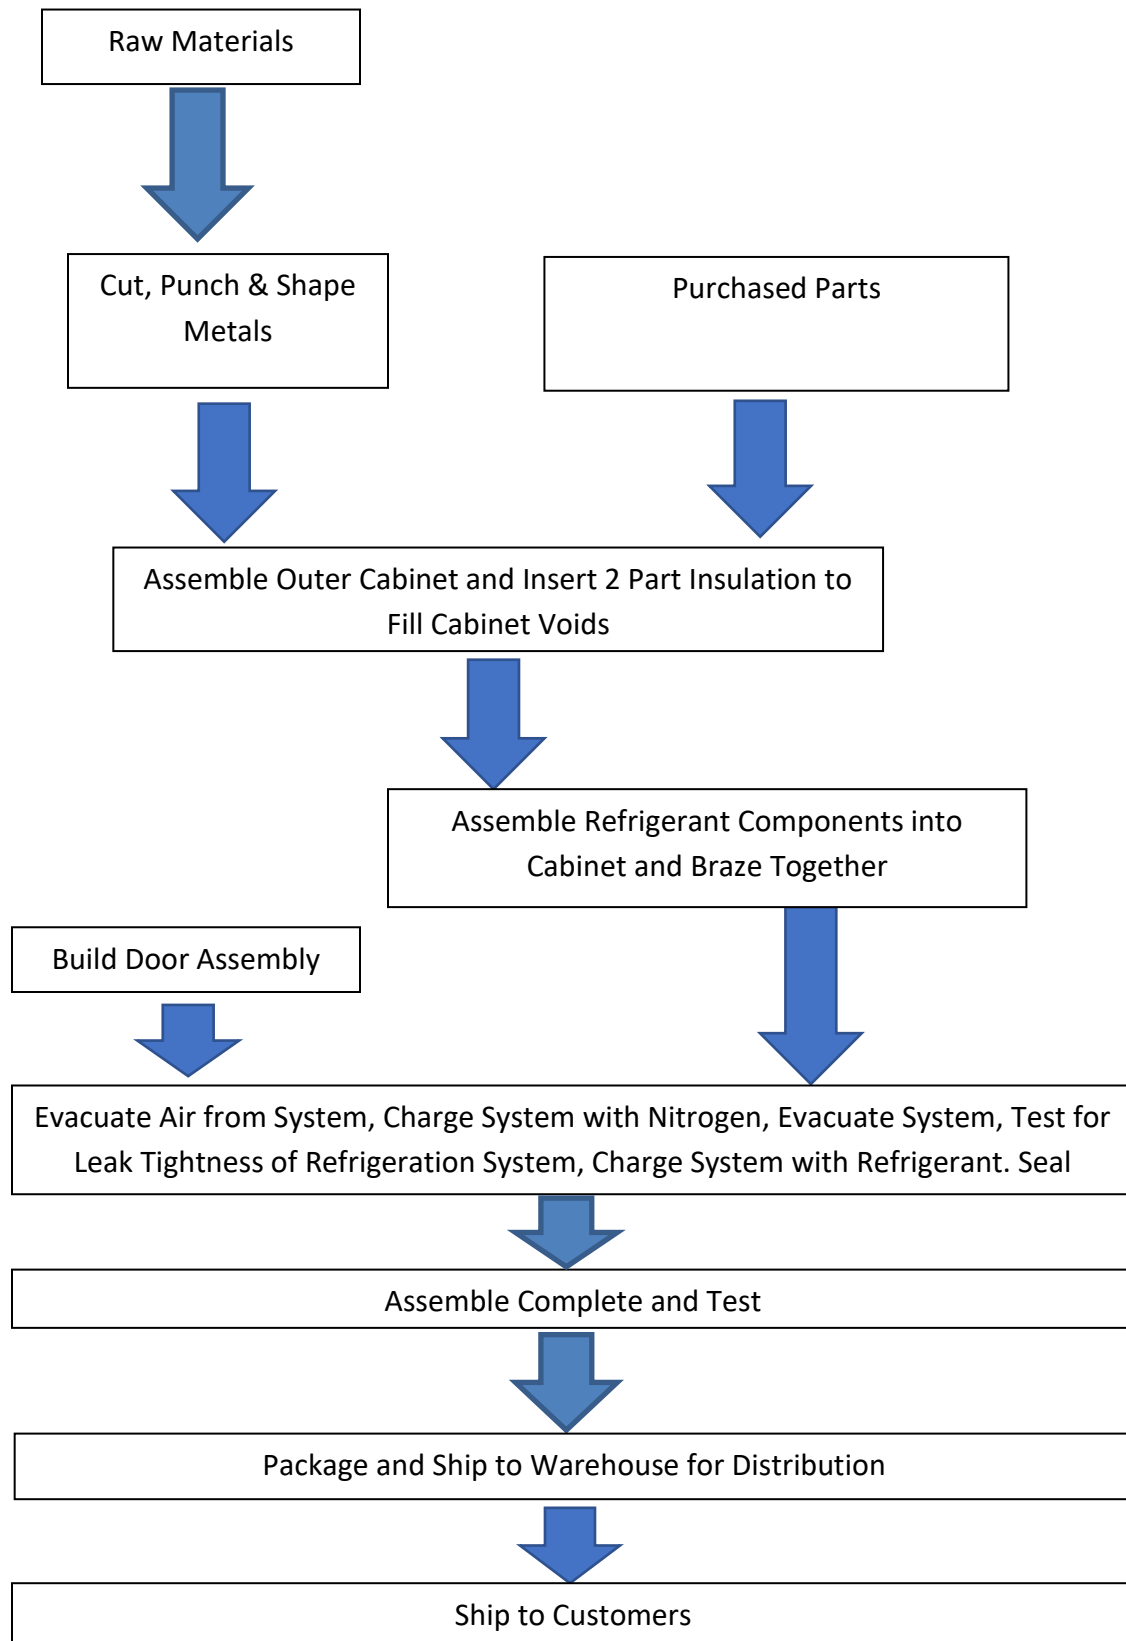 Raw Materials
Cut, Punch & Shape
Metals
Purchased Parts
Assemble Outer Cabinet and Insert 2 Part Insulation to
Fill Cabinet Voids
Assemble Refrigerant Components into
Cabinet and Braze Together
Build Door Assembly
Evacuate Air from System, Charge System with Nitrogen, Evacuate System, Test for
Leak Tightness of Refrigeration System, Charge System with Refrigerant. Seal
Assemble Complete and Test
Package and Ship to Warehouse for Distribution
Ship to Customers